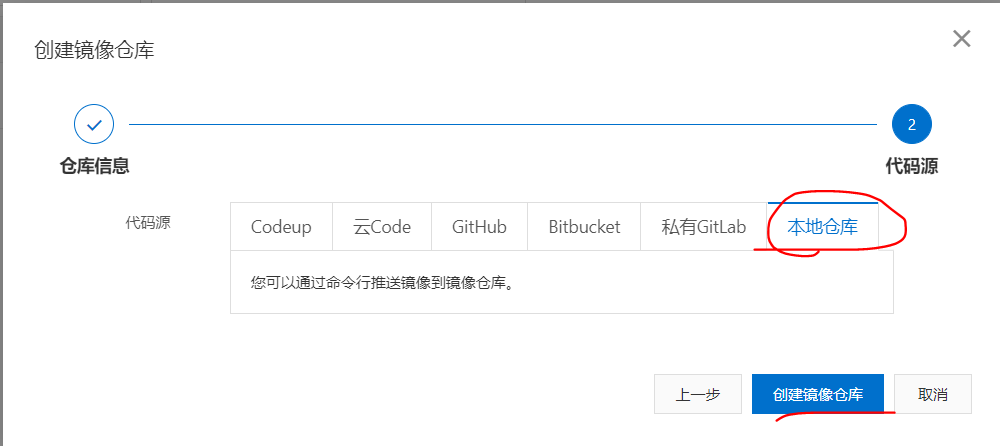 创建镜像仓库
2
仓库信息
代码源
代码源
Codeup 云Code GitHub Bitbucket 私有GitLab 本地仓库
您可以通过命令行推送镜像到镜像仓库。
上一步 创建镜像仓库 取消